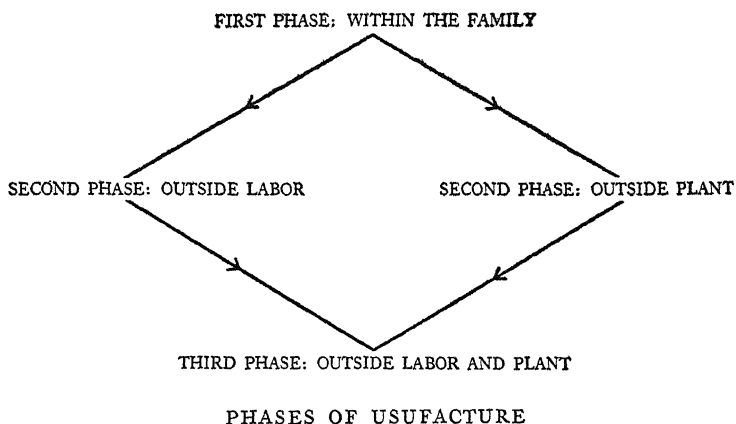 FIRST PHASE: WITHIN THE FAMILY
SECOND PHASE: OUTSIDE LABOR
SECOND PHASE: OUTSIDE PLANT
THIRD PHASE: OUTSIDE LABOR AND PLANT
PHASES OF USUFACTURE